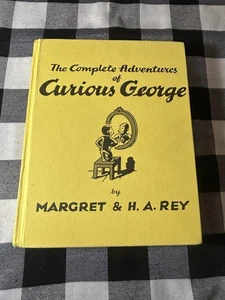 The Complete Adventures
of
Curious George
by
MARGRET & H. A. REY